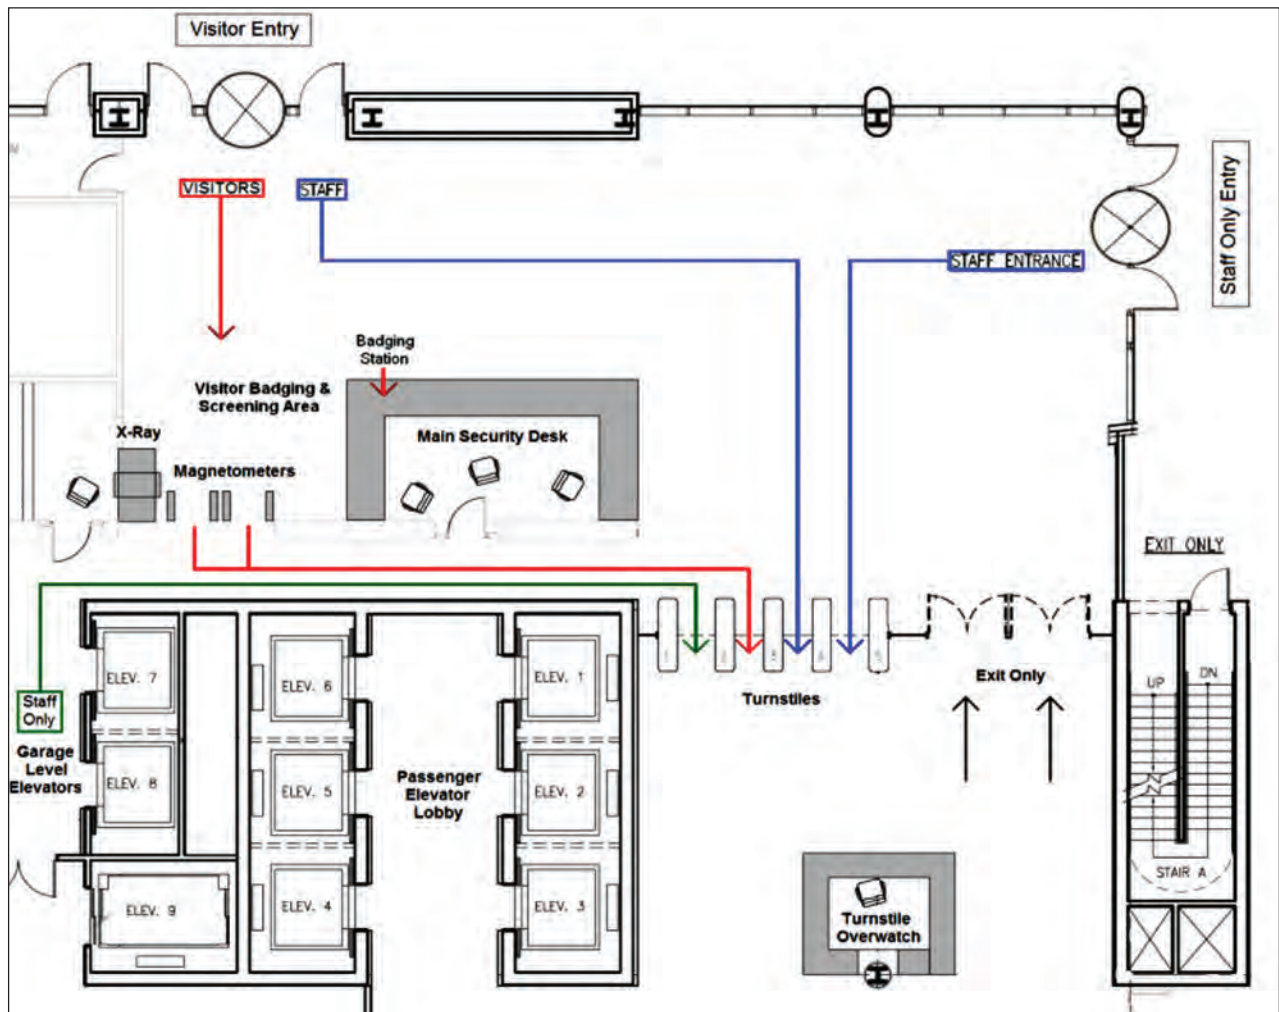 Visitor Entry
VISITORS
STAFF
Staff Only Entry
STAFF ENTRANCE
Badging
Station
Visitor Badging &
Screening Area
X-Ray
Main Security Desk
Magnetometers
EXIT ONLY
ELEV. 7
ELEV. 6
ELEV. 1
Exit Only
UP
DN
Staff
Only
Turnstiles
Garage
Level
Elevators
ELEV. 8
ELEV. 5
Passenger
Elevator
Lobby
ELEV. 2
STAIR A
ELEV. 9
ELEV. 4
ELEV. 3
Turnstile
Overwatch